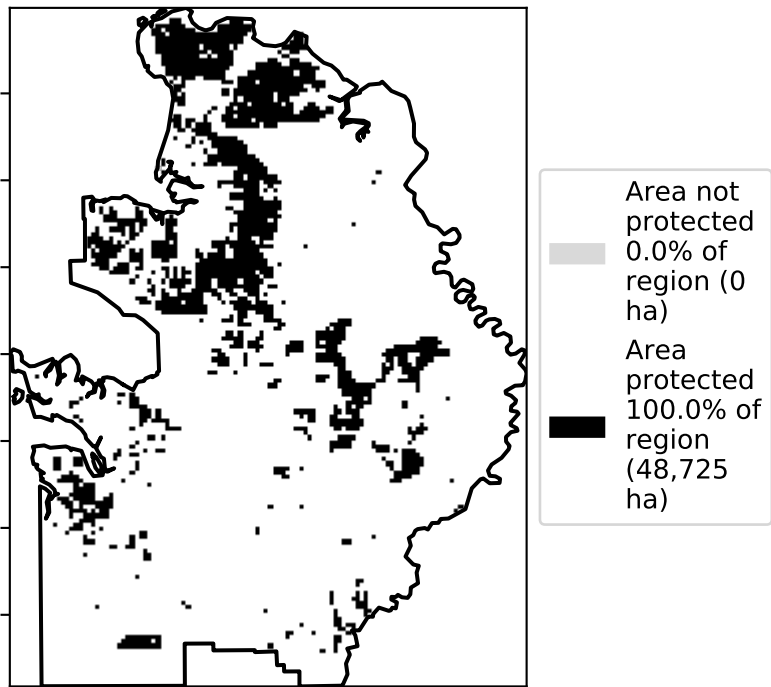 Area not
protected
0.0% of
region (0
ha)
Area
protected
100.0% of
region
(48,725
ha)